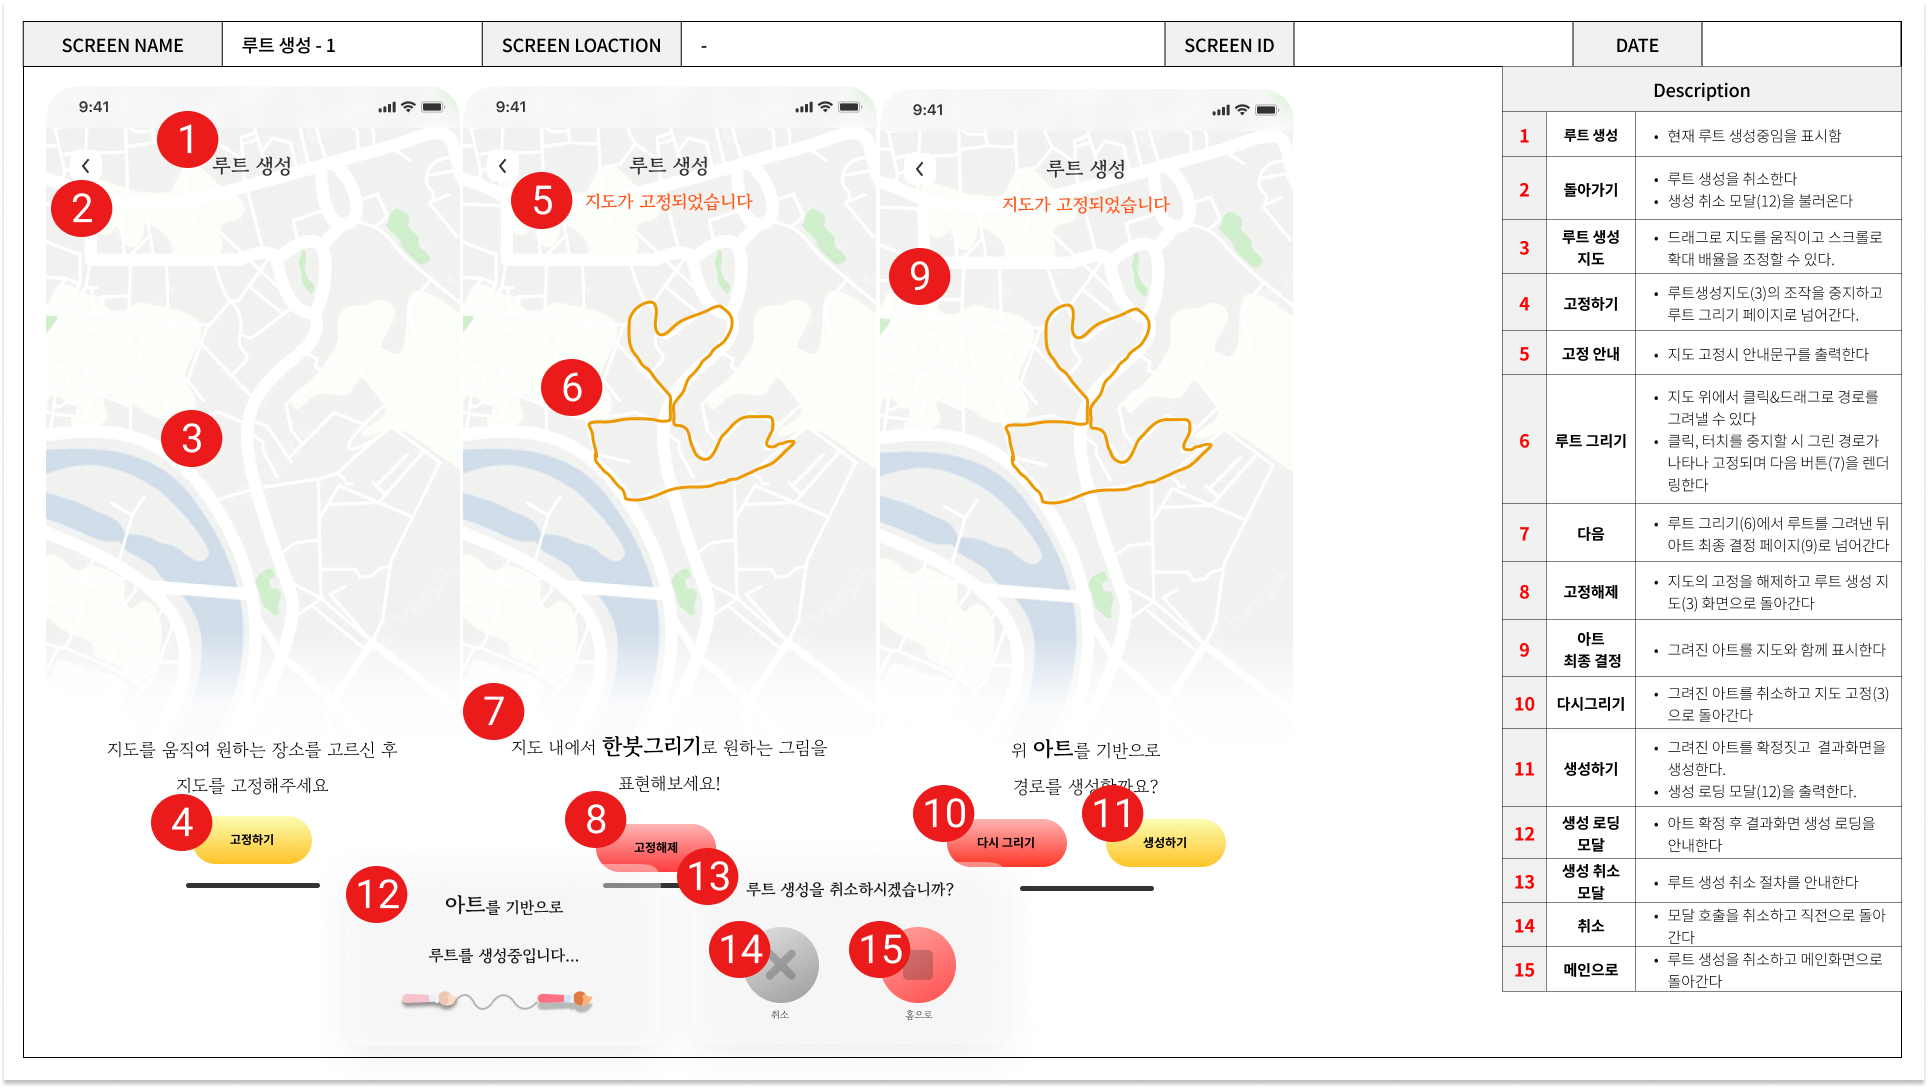 SCREEN NAME
루트 생성 - 1
SCREEN LOACTION
-
SCREEN ID
DATE
9:41
1
루트 생성
2
3
지도를 움직여 원하는 장소를 고르신 후
지도를 고정해주세요
4
고정하기
9:41
루트 생성
5
지도가 고정되었습니다
6
7
지도 내에서 한붓그리기로 원하는 그림을
표현해보세요!
8
고정해제
9:41
루트 생성
지도가 고정되었습니다
9
위 아트를 기반으로
경로를 생성할까요?
10
다시 그리기
11
생성하기
12
아트를 기반으로
루트를 생성중입니다...
13
루트 생성을 취소하시겠습니까?
14
취소
15
홈으로
Description
1
루트 생성
• 현재 루트 생성중임을 표시함
2
돌아가기
• 루트 생성을 취소한다
• 생성 취소 모달(12)을 불러온다
3
루트 생성
지도
• 드래그로 지도를 움직이고 스크롤로
확대 배율을 조정할 수 있다.
4
고정하기
• 루트생성지도(3)의 조작을 중지하고
루트 그리기 페이지로 넘어간다.
5
고정 안내
• 지도 고정시 안내문구를 출력한다
6
루트 그리기
• 지도 위에서 클릭&드래그로 경로를
그려낼 수 있다
• 클릭, 터치를 중지할 시 그린 경로가
나타나 고정되며 다음 버튼(7)을 렌더
링한다
7
다음
• 루트 그리기(6)에서 루트를 그려낸 뒤
아트 최종 결정 페이지(9)로 넘어간다
8
고정해제
• 지도의 고정을 해제하고 루트 생성 지
도(3) 화면으로 돌아간다
9
아트
최종 결정
• 그려진 아트를 지도와 함께 표시한다
10
다시그리기
• 그려진 아트를 취소하고 지도 고정(3)
으로 돌아간다
11
생성하기
• 그려진 아트를 확정짓고 결과화면을
생성한다.
• 생성 로딩 모달(12)을 출력한다.
12
생성 로딩
모달
• 아트 확정 후 결과화면 생성 로딩을
안내한다
13
생성 취소
모달
• 루트 생성 취소 절차를 안내한다
14
취소
• 모달 호출을 취소하고 직전으로 돌아
간다
15
메인으로
• 루트 생성을 취소하고 메인화면으로
돌아간다